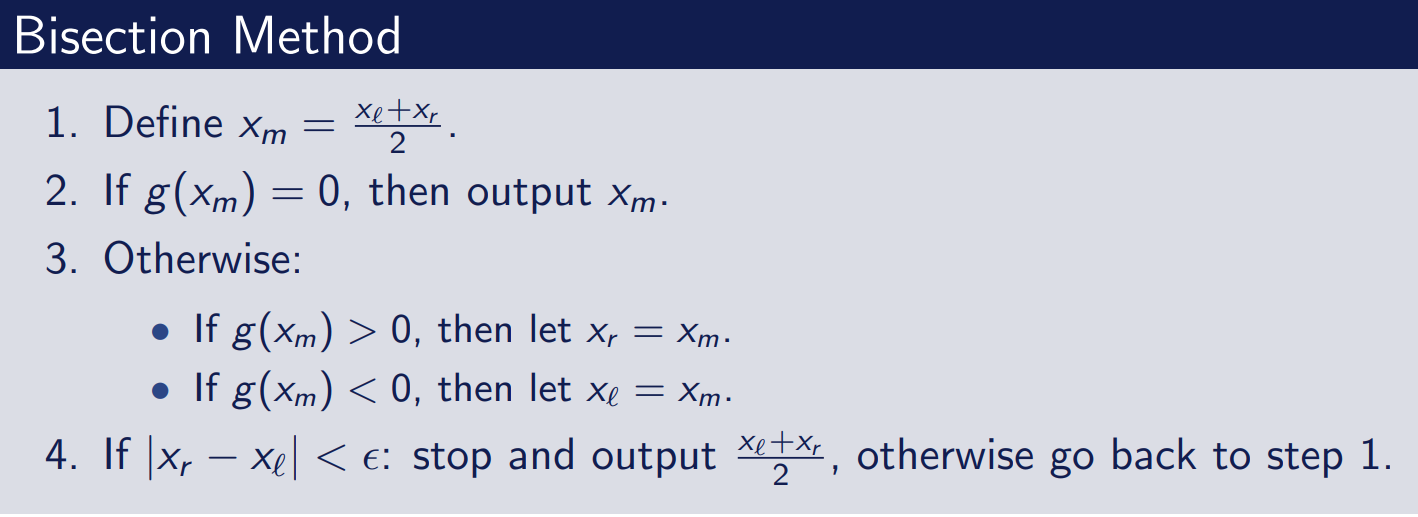 Bisection Method
1. Define $x_m = \frac{x_\ell + x_r}{2}$.
2. If $g(x_m) = 0$, then output $x_m$.
3. Otherwise:
• If $g(x_m) > 0$, then let $x_r = x_m$.
• If $g(x_m) < 0$, then let $x_\ell = x_m$.
4. If $|x_r - x_\ell| < \epsilon$: stop and output $\frac{x_\ell + x_r}{2}$, otherwise go back to step 1.